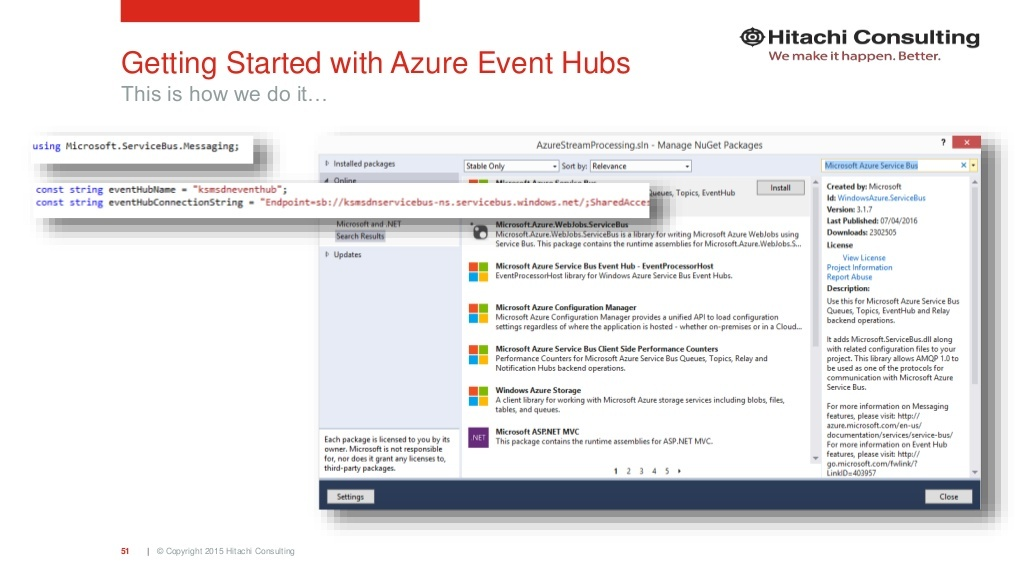 Hitachi Consulting
We make it happen. Better.
Getting Started with Azure Event Hubs
This is how we do it…
using Microsoft.ServiceBus.Messaging;
const string eventHubName = "ksmsdneventhub";
const string eventHubConnectionString = "Endpoint=sb://ksmsdnservicebus-ns.servicebus.windows.net/;SharedAcces
AzureStreamProcessing.sln - Manage NuGet Packages
? ×
Installed packages
Online
Microsoft and .NET
Search Results
Updates
Each package is licensed to you by its
owner. Microsoft is not responsible
for, nor does it grant any licenses to,
third-party packages.
Stable Only Sort by: Relevance
Microsoft Azure Service Bus
Queues, Topics, EventHub
Install
Microsoft.Azure.WebJobs.ServiceBus
Microsoft.Azure.WebJobs.ServiceBus is a library for writing Microsoft Azure WebJobs using
Service Bus. This package contains the runtime assemblies for Microsoft.Azure.WebJobs.S...
Microsoft Azure Service Bus Event Hub - EventProcessorHost
EventProcessorHost library for Windows Azure Service Bus Event Hubs.
Microsoft Azure Configuration Manager
Microsoft Azure Configuration Manager provides a unified API to load configuration
settings regardless of where the application is hosted - whether on-premises or in a Cloud...
Microsoft Azure Service Bus Client Side Performance Counters
Performance Counters for Microsoft Azure Service Bus Queues, Topics, Relay and
Notification Hubs backend operations.
Windows Azure Storage
A client library for working with Microsoft Azure storage services including blobs, files,
tables, and queues.
.NET
Microsoft ASP.NET MVC
This package contains the runtime assemblies for ASP.NET MVC.
1 2 3 4 5
Microsoft Azure Service Bus ×
Created by: Microsoft
Id: WindowsAzure.ServiceBus
Version: 3.1.7
Last Published: 07/04/2016
Downloads: 2302505
License
View License
Project Information
Report Abuse
Description:
Use this for Microsoft Azure Service Bus
Queues, Topics, EventHub and Relay
backend operations.
It adds Microsoft.ServiceBus.dll along
with related configuration files to your
project. This library allows AMQP 1.0 to
be used as one of the protocols for
communication with Microsoft Azure
Service Bus.
For more information on Messaging
features, please visit: http://
azure.microsoft.com/en-us/
documentation/services/service-bus/
For more information on Event Hub
features, please visit: http://
go.microsoft.com/fwlink/?
LinkID=403957
Settings
Close
51 | © Copyright 2015 Hitachi Consulting